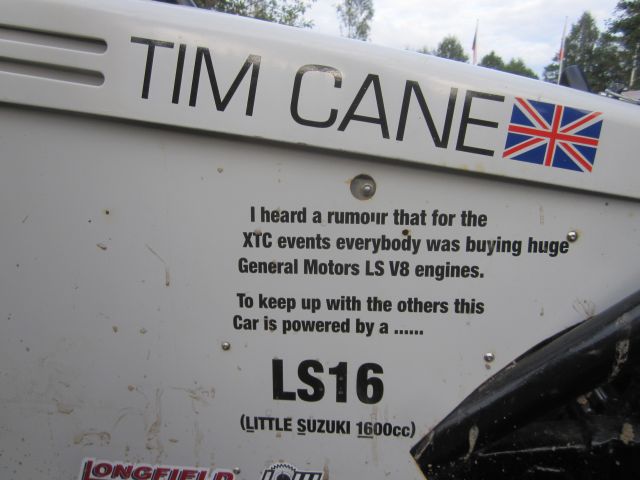 TIM CANE
I heard a rumour that for the
XTC events everybody was buying huge
General Motors LS V8 engines.
To keep up with the others this
Car is powered by a ......
LS16
(LITTLE SUZUKI 1600cc)
LONGFIELD